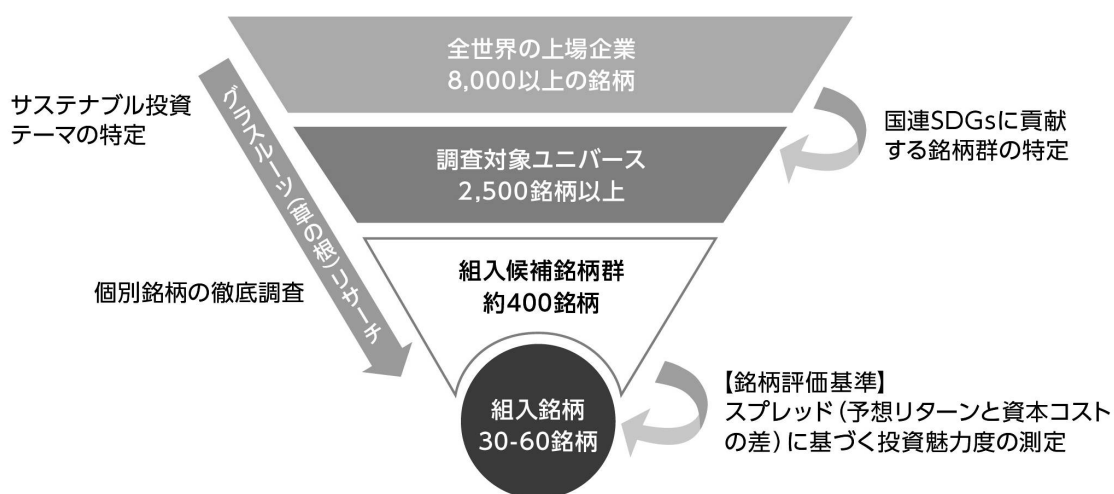 全世界の上場企業
8,000以上の銘柄
サステナブル投資
テーマの特定
グラスルーツ(草の根)リサーチ
国連SDGsに貢献
する銘柄群の特定
調査対象ユニバース
2,500銘柄以上
組入候補銘柄群
約400銘柄
個別銘柄の徹底調査
【銘柄評価基準】
スプレッド(予想リターンと資本コスト
の差)に基づく投資魅力度の測定
組入銘柄
30-60銘柄